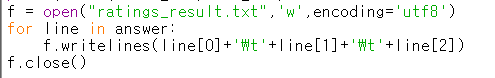 f = open("ratings_result.txt",'w',encoding='utf8')
for line in answer:
    f.writelines(line[0]+'₩t'+line[1]+'₩t'+line[2])
f.close()